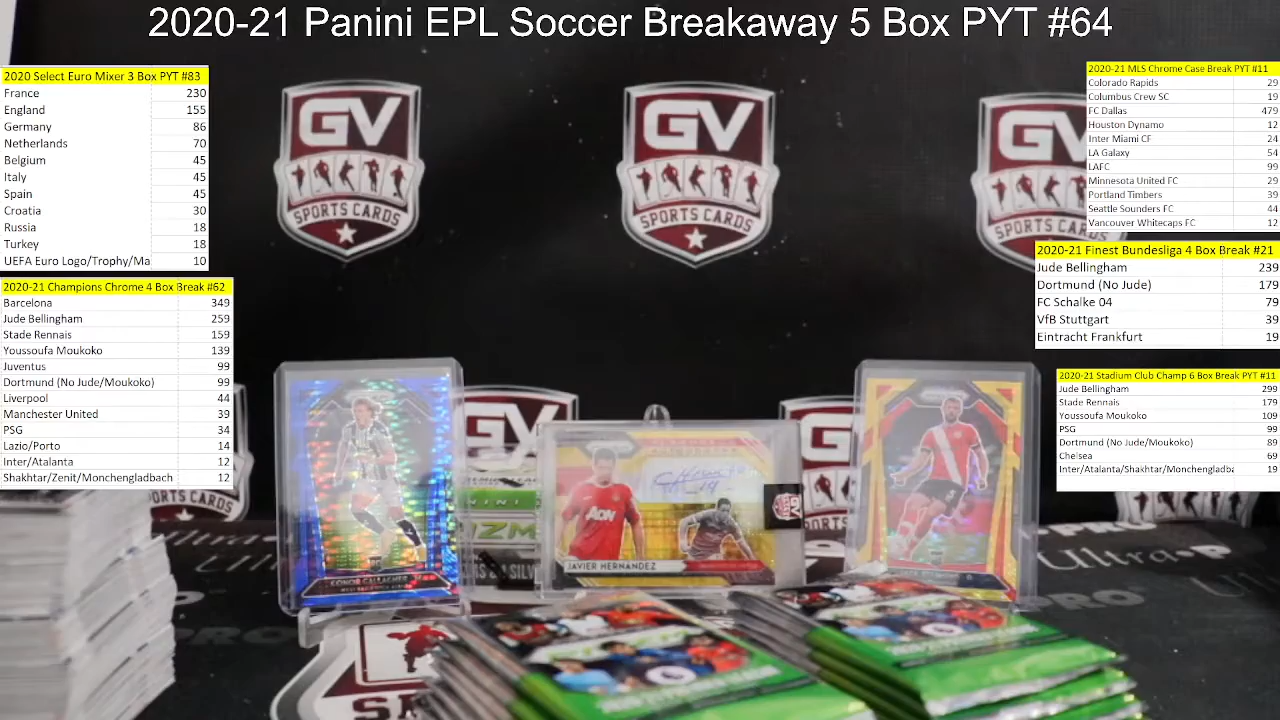 2020-21 Panini EPL Soccer Breakaway 5 Box PYT #64
2020 Select Euro Mixer 3 Box PYT #83
France 230
England 155
Germany 86
Netherlands 70
Belgium 45
Italy 45
Spain 45
Croatia 30
Russia 18
Turkey 18
UEFA Euro Logo/Trophy/Ma 10
2020-21 Champions Chrome 4 Box Break #62
Barcelona 349
Jude Bellingham 259
Stade Rennais 159
Youssoufa Moukoko 139
Juventus 99
Dortmund (No Jude/Moukoko) 99
Liverpool 44
Manchester United 39
PSG 34
Lazio/Porto 14
Inter/Atalanta 12
Shakhtar/Zenit/Monchengladbach 12
2020-21 MLS Chrome Case Break PYT #11
Colorado Rapids 29
Columbus Crew SC 19
FC Dallas 479
Houston Dynamo 12
Inter Miami CF 24
LA Galaxy 54
LAFC 99
Minnesota United FC 29
Portland Timbers 39
Seattle Sounders FC 44
Vancouver Whitecaps FC 12
2020-21 Finest Bundesliga 4 Box Break #21
Jude Bellingham 239
Dortmund (No Jude) 179
FC Schalke 04 79
VfB Stuttgart 39
Eintracht Frankfurt 19
2020-21 Stadium Club Champ 6 Box Break PYT #11
Jude Bellingham 299
Stade Rennais 179
Youssoufa Moukoko 109
PSG 99
Dortmund (No Jude/Moukoko) 89
Chelsea 69
Inter/Atalanta/Shakhtar/Monchengladba 19
GV
SPORTS CARDS
GV
SPORTS CARDS
GV
SPORTS CARDS
GV
GV
SPORTS CARDS
CONOR GALLAGHER
AON
JAVIER HERNÁNDEZ
Ultra•P
PRO